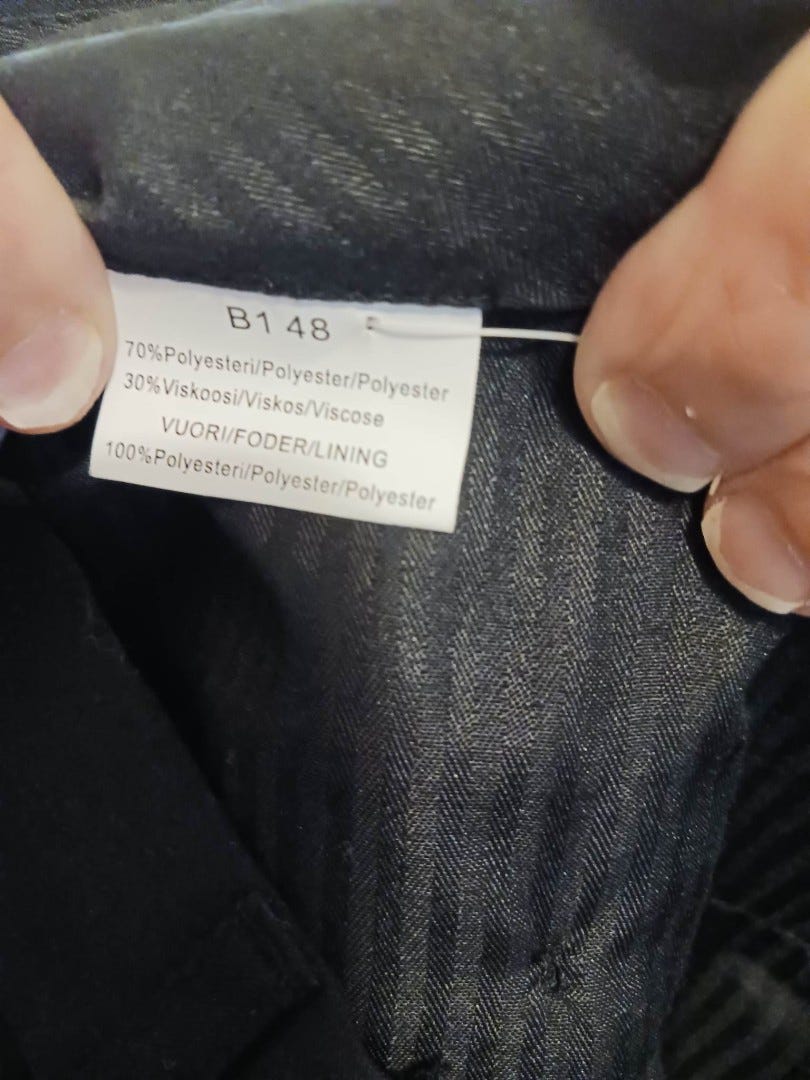 B1 48
70%Polyesteri/Polyester/Polyester
30%Viskoosi/Viskos/Viscose
VUORI/FODER/LINING
100%Polyesteri/Polyester/Polyester